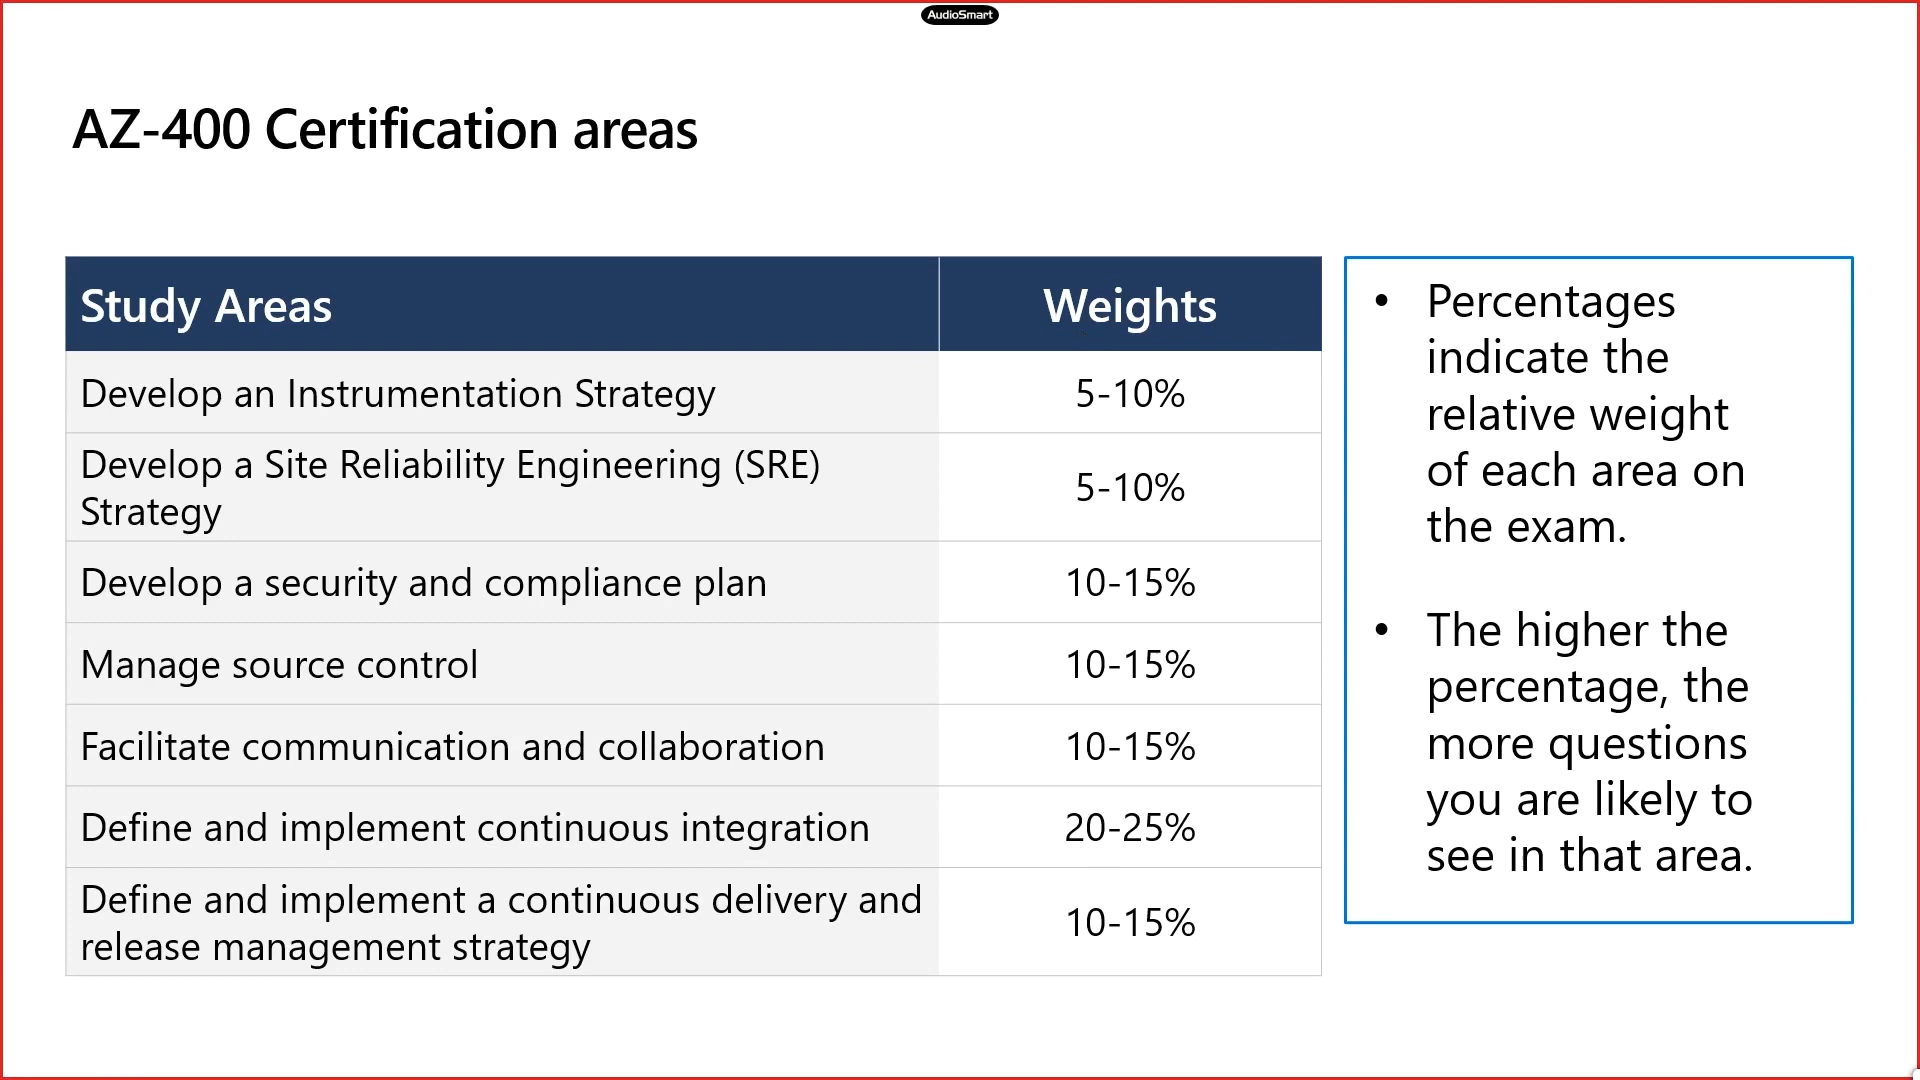 AudioSmart
AZ-400 Certification areas
Study Areas
Weights
Develop an Instrumentation Strategy
5-10%
Develop a Site Reliability Engineering (SRE)
Strategy
5-10%
Develop a security and compliance plan
10-15%
Manage source control
10-15%
Facilitate communication and collaboration
10-15%
Define and implement continuous integration
20-25%
Define and implement a continuous delivery and
release management strategy
10-15%
• Percentages
indicate the
relative weight
of each area on
the exam.
• The higher the
percentage, the
more questions
you are likely to
see in that area.